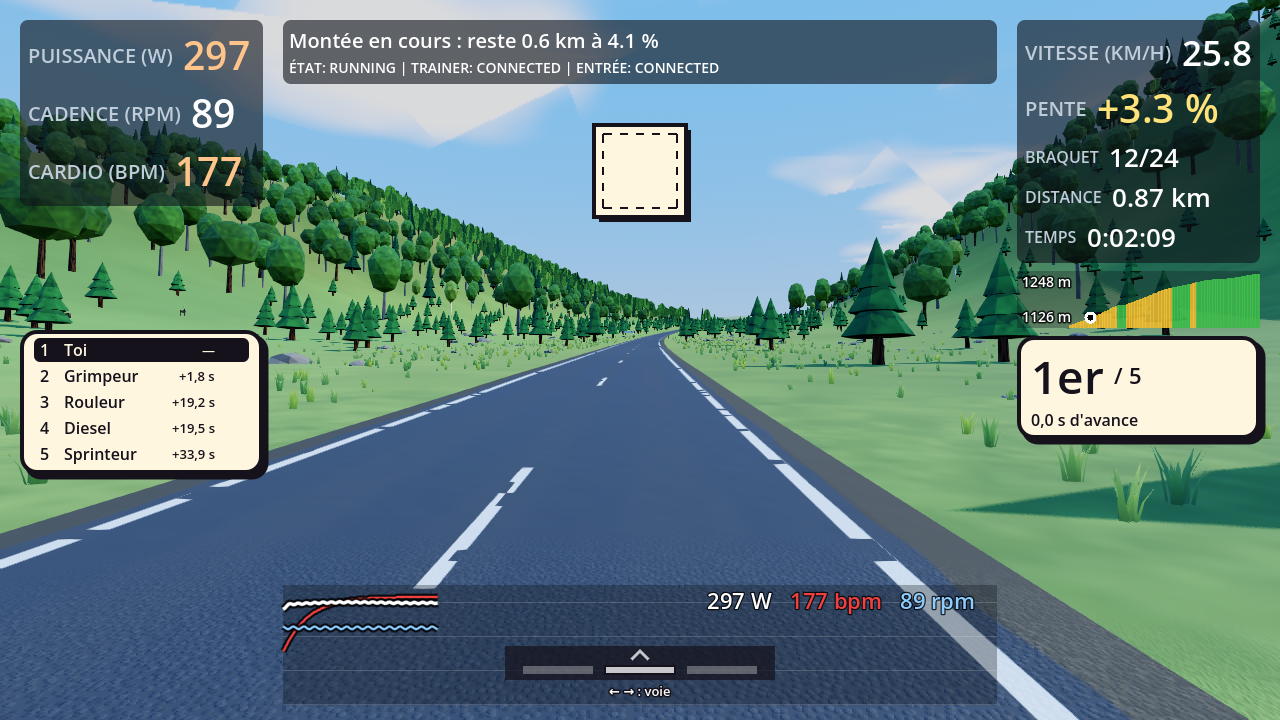 PUISSANCE (W) 297
CADENCE (RPM) 89
CARDIO (BPM) 177
Montée en cours : reste 0.6 km à 4.1 %
ÉTAT: RUNNING | TRAINER: CONNECTED | ENTRÉE: CONNECTED
VITESSE (KM/H) 25.8
PENTE +3.3 %
BRAQUET 12/24
DISTANCE 0.87 km
TEMPS 0:02:09
1248 m
1126 m
1 Toi —
2 Grimpeur +1,8 s
3 Rouleur +19,2 s
4 Diesel +19,5 s
5 Sprinteur +33,9 s
1er / 5
0,0 s d'avance
297 W 177 bpm 89 rpm
← → : voie